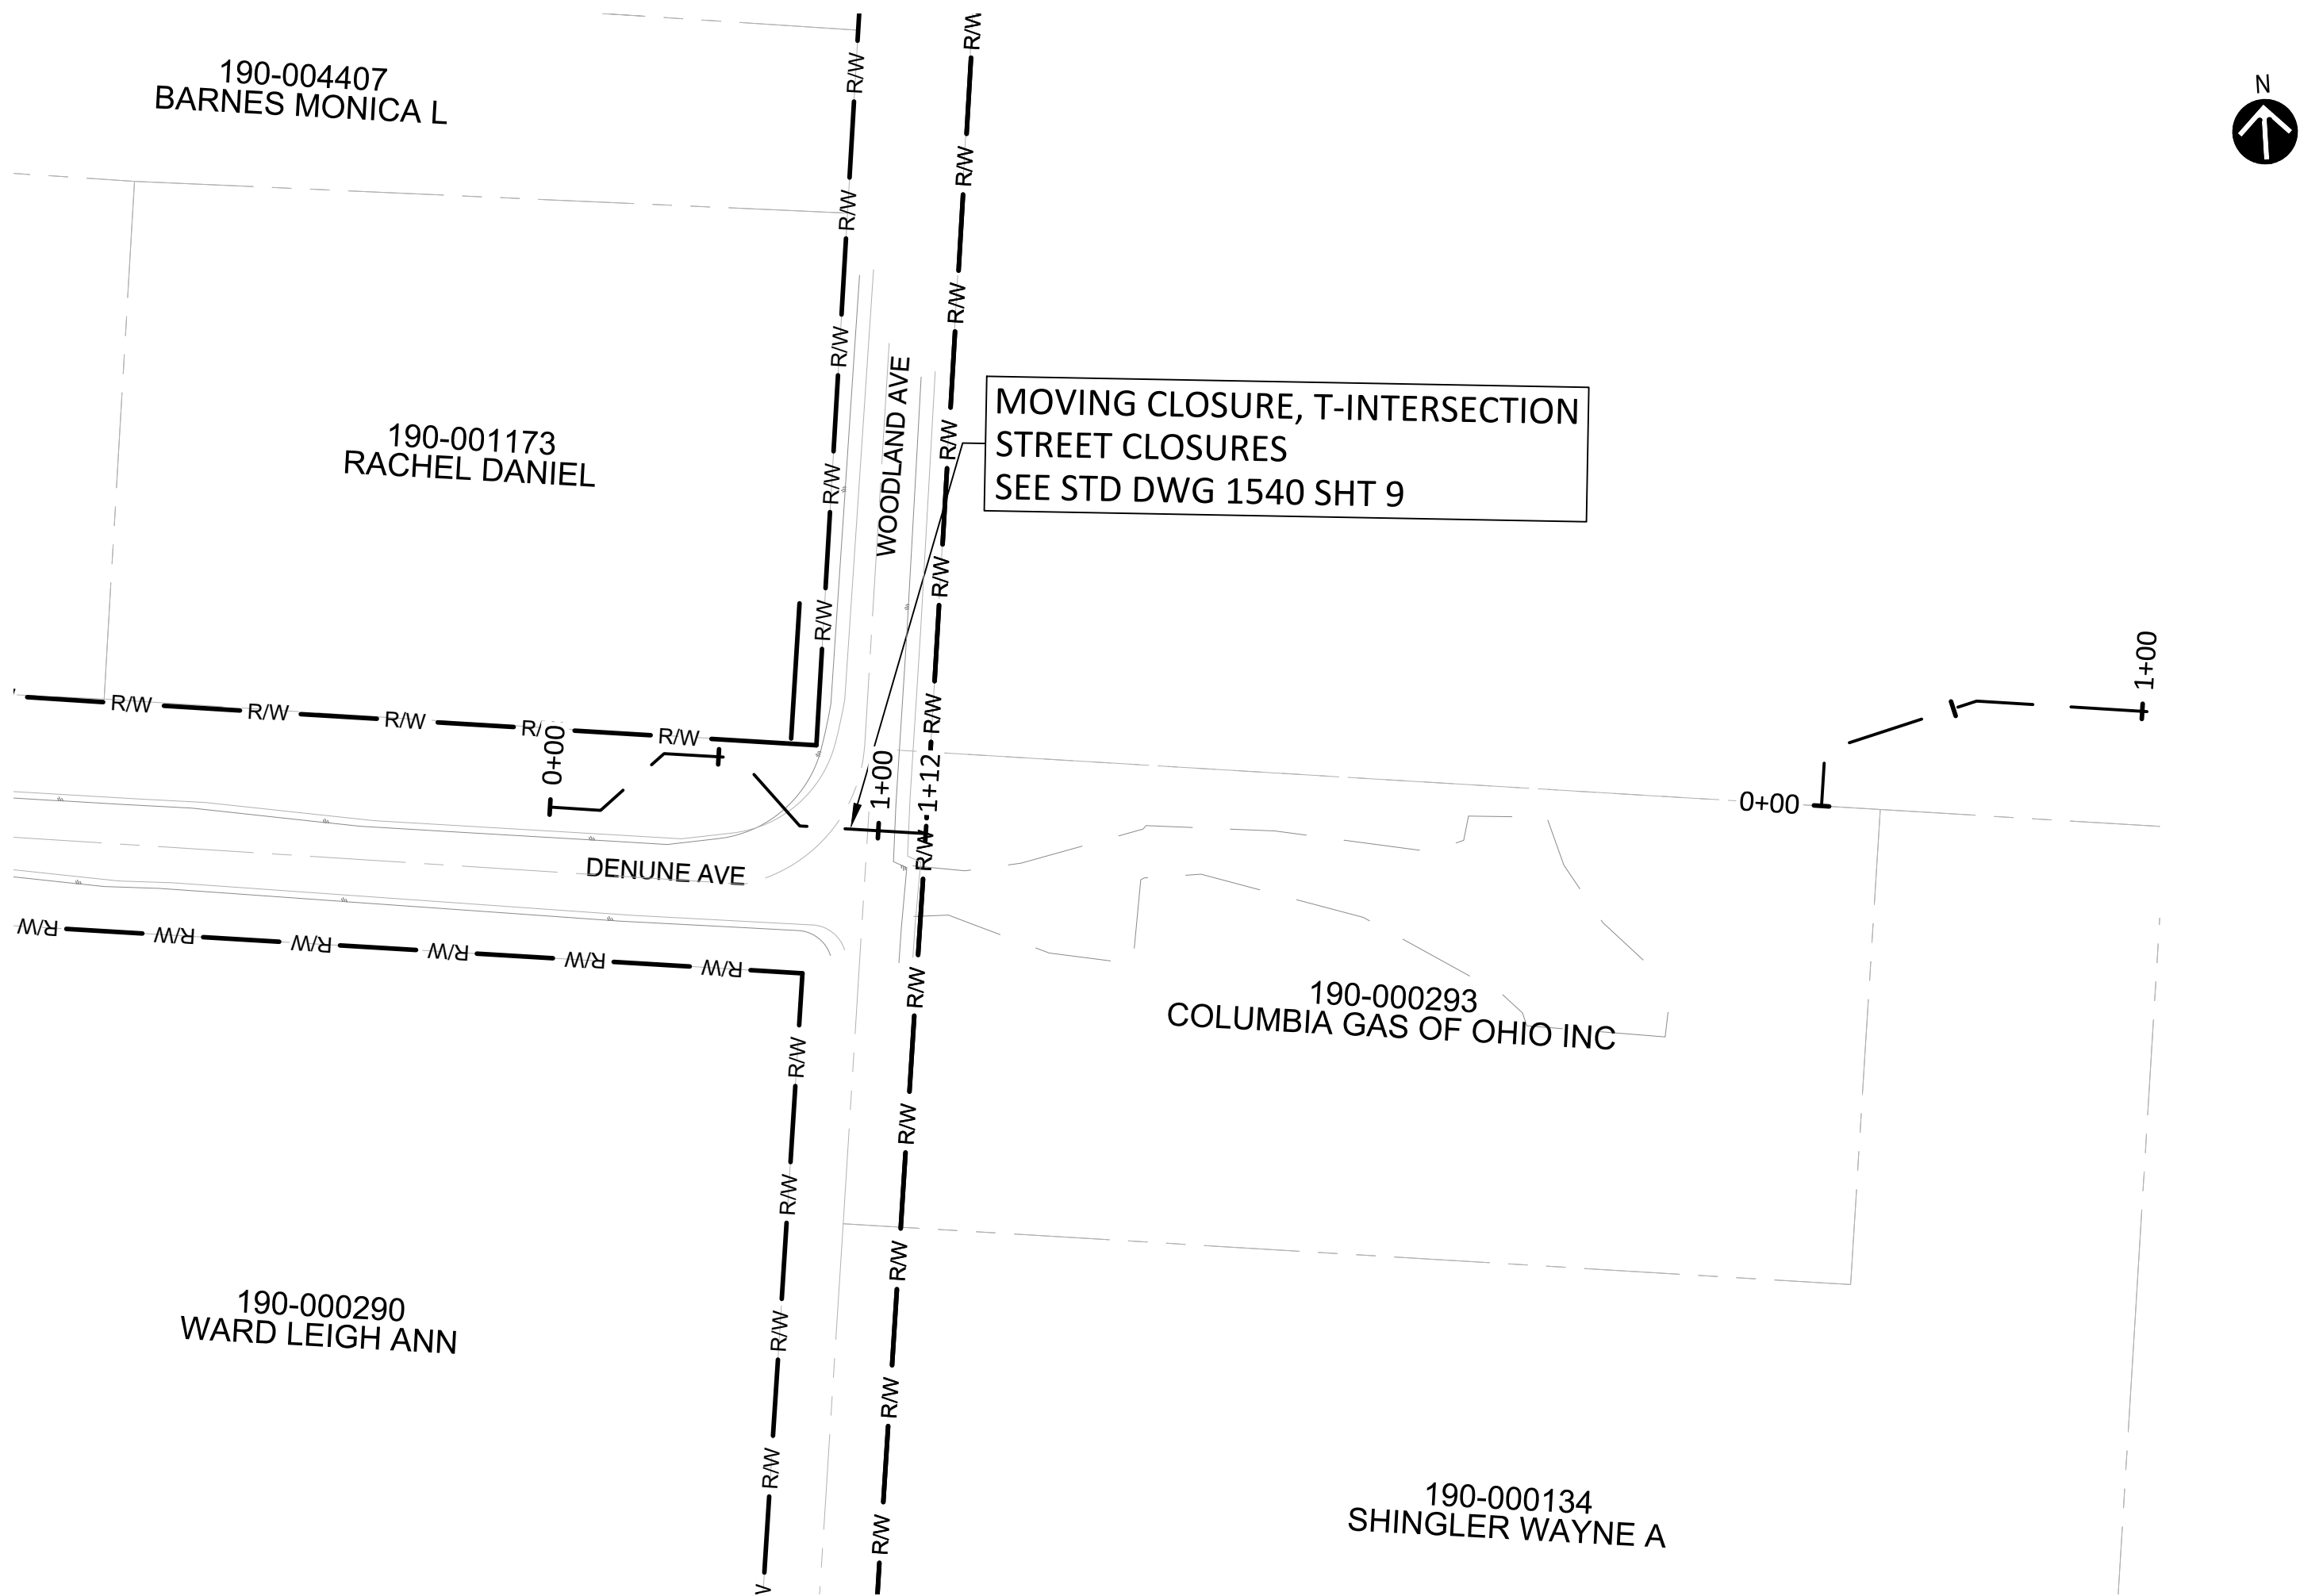 R/W
R/W
R/W
R/W
R/W
R/W
R/W
R/W
R/W
R/W
R/W
R/W
190-004407
BARNES MONICA L
N
190-001173
RACHEL DANIEL
WOODLAND AVE
MOVING CLOSURE, T-INTERSECTION
STREET CLOSURES
SEE STD DWG 1540 SHT 9
R/W
R/W
R/W
R/
R/W
0+00
1+00
1+12
R/W
0+00
1+00
DENUNE AVE
R/W
R/W
R/W
R/W
R/W
R/W
190-000293
COLUMBIA GAS OF OHIO INC
R/W
R/W
R/W
R/W
R/W
R/W
R/W
R/W
R/W
190-000290
WARD LEIGH ANN
190-000134
SHINGLER WAYNE A